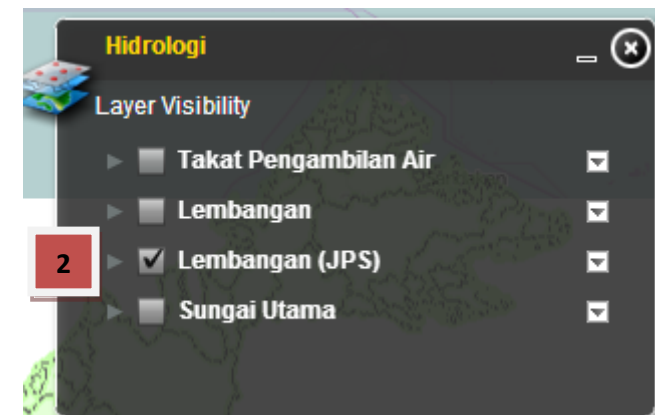 Hidrologi
Layer Visibility
Takat Pengambilan Air
Lembangan
2
Lembangan (JPS)
Sungai Utama